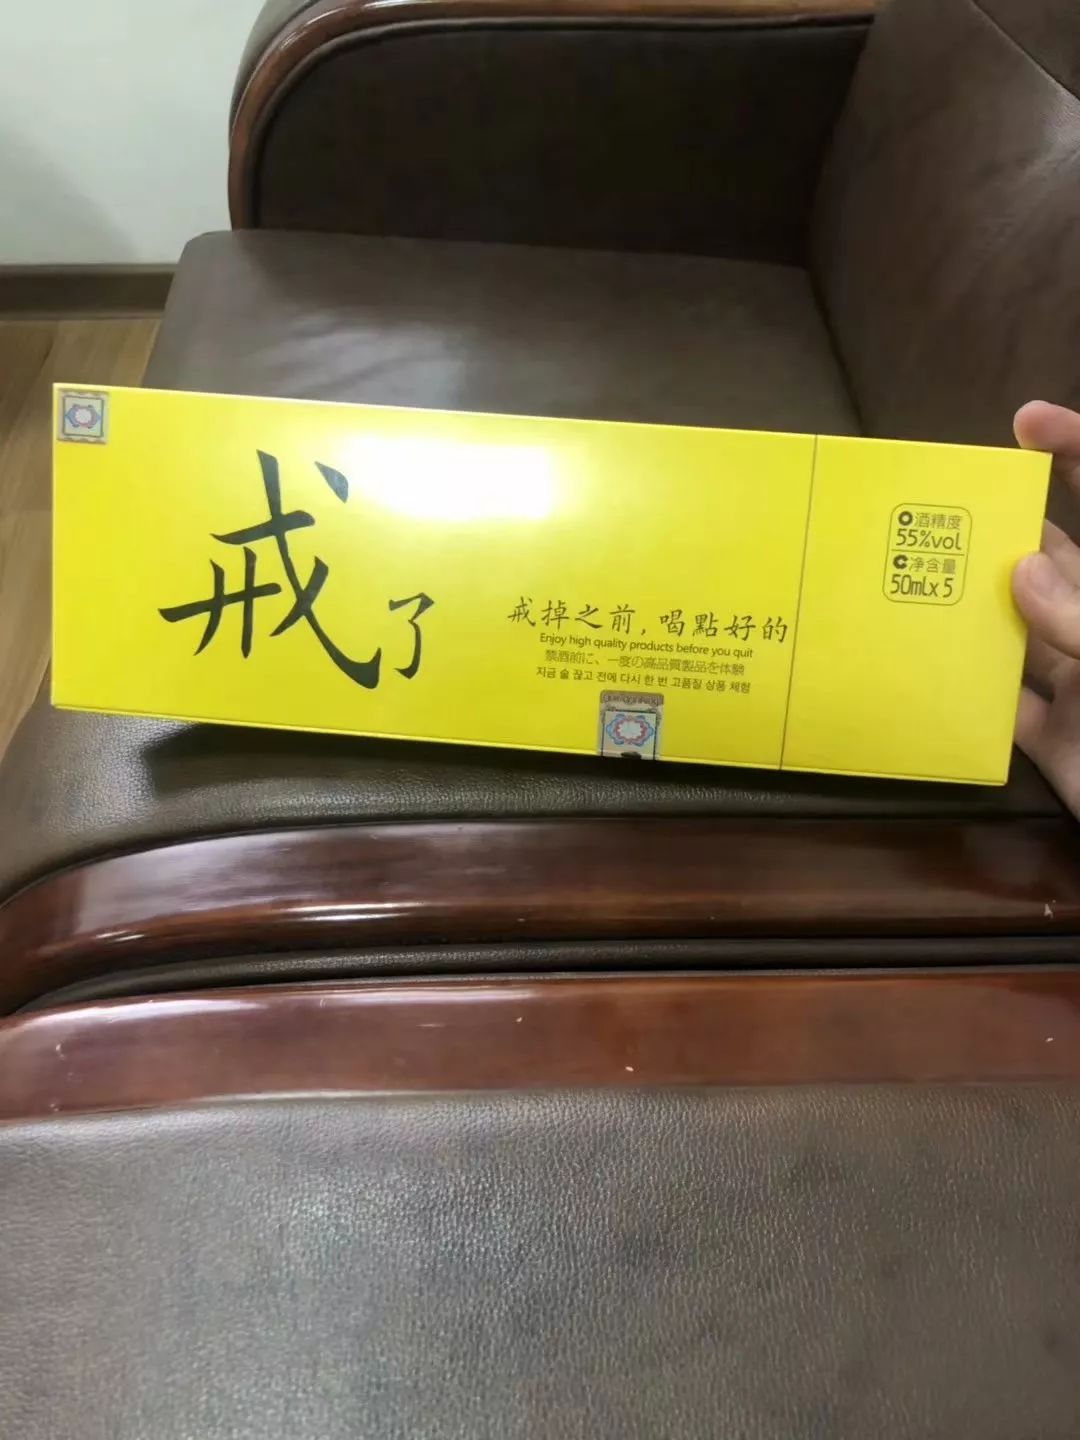 戒了
戒掉之前，喝點好的
Enjoy high quality products before you quit
禁酒前に、一度の高品質製品を体験
지금 술 끊고 전에 다시 한 번 고품질 상품 체험
酒精度
55%vol
净含量
50mlx5